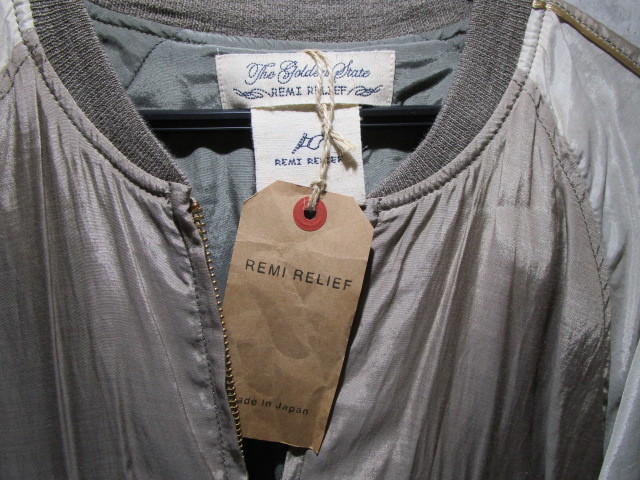 The Golden State
REMI RELIEF
REMI RELIEF
REMI RELIEF
ade in Japan